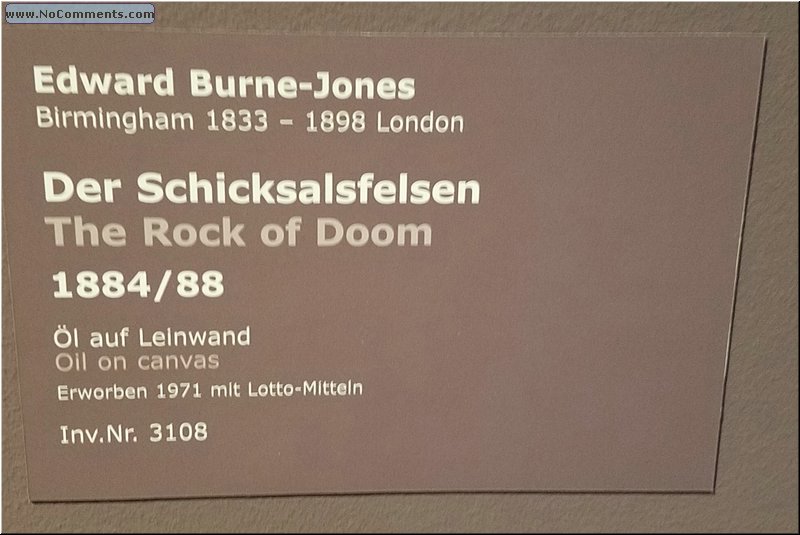 www.NoComments.com
Edward Burne-Jones
Birmingham 1833 – 1898 London
Der Schicksalsfelsen
The Rock of Doom
1884/88
Öl auf Leinwand
Oil on canvas
Erworben 1971 mit Lotto-Mitteln
Inv.Nr. 3108